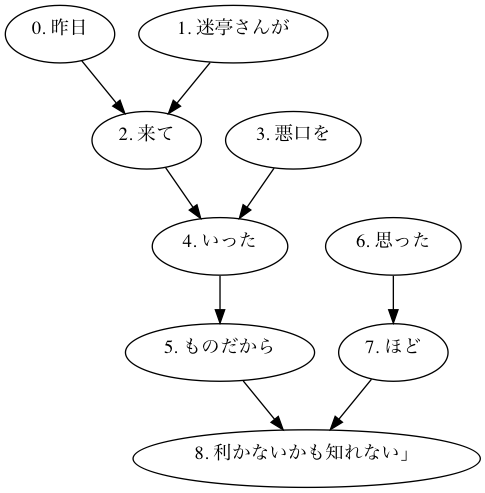 0. 昨日
1. 迷亭さんが
2. 来て
3. 悪口を
4. いった
6. 思った
5. ものだから
7. ほど
8. 利かないかも知れない」